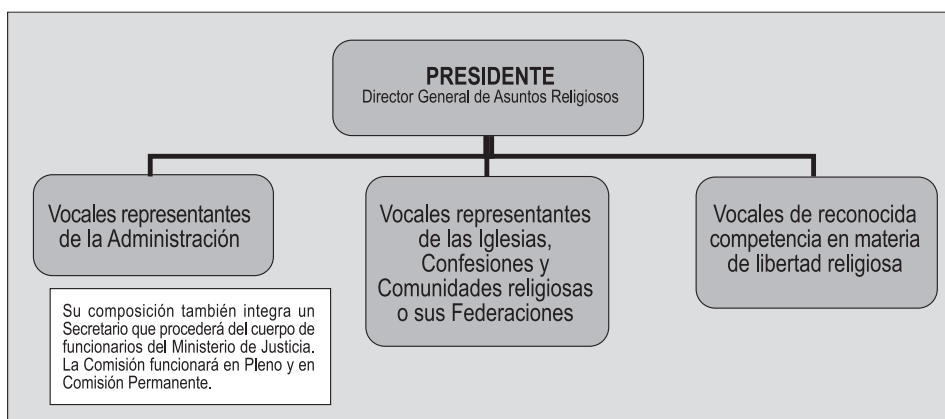 PRESIDENTE
Director General de Asuntos Religiosos
Vocales representantes
de la Administración
Vocales representantes
de las Iglesias,
Confesiones y
Comunidades religiosas
o sus Federaciones
Vocales de reconocida
competencia en materia
de libertad religiosa
Su composición también integra un
Secretario que procederá del cuerpo de
funcionarios del Ministerio de Justicia.
La Comisión funcionará en Pleno y en
Comisión Permanente.